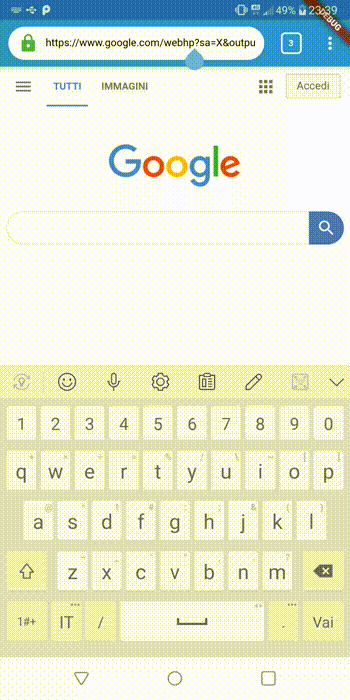 49% 23:39
DEBUG
https://www.google.com/webhp?sa=X&outpu
3
TUTTI IMMAGINI Accedi
Google
1 2 3 4 5 6 7 8 9 0
q w e r t y u i o p
a s d f g h j k l
z x c v b n m
1#+ IT / . Vai